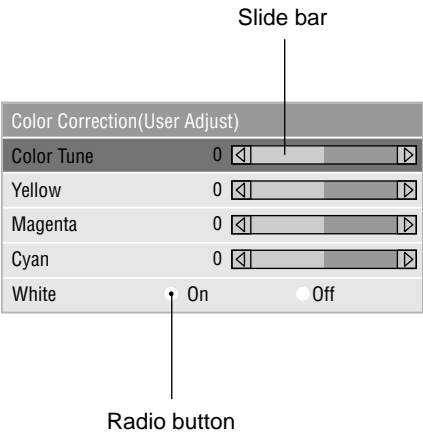 Slide bar
Color Correction(User Adjust)
Color Tune 0
Yellow 0
Magenta 0
Cyan 0
White On Off
Radio button